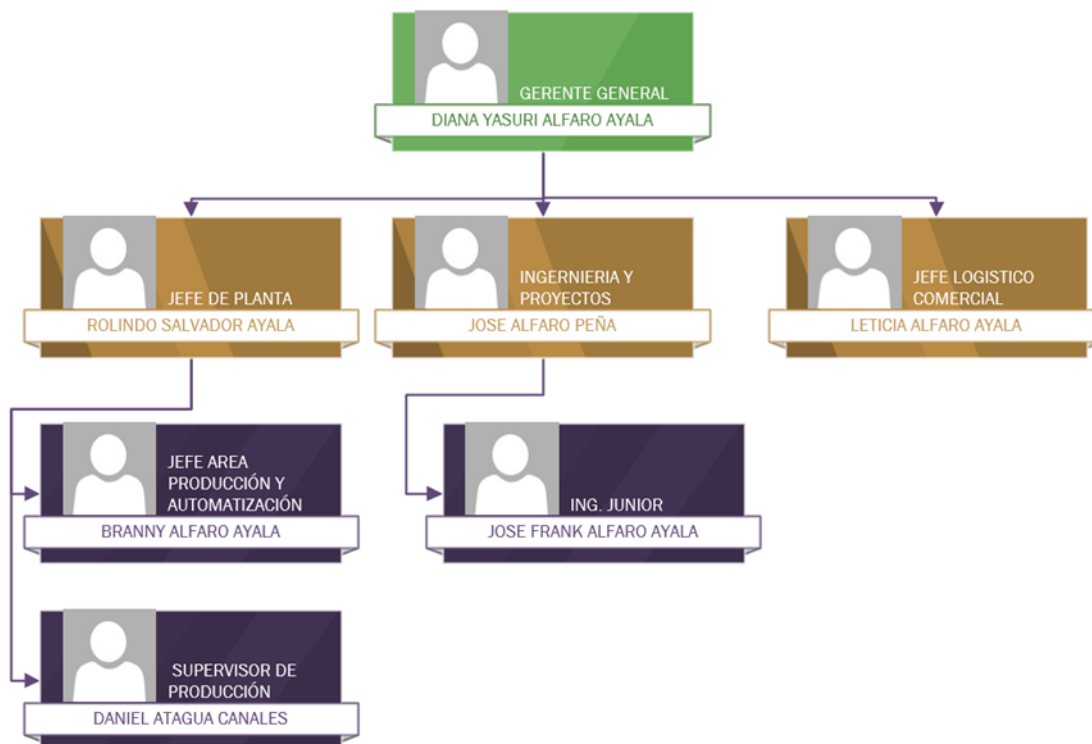 GERENTE GENERAL
DIANA YASURI ALFARO AYALA
JEFE DE PLANTA
ROLINDO SALVADOR AYALA
INGERNIERIA Y
PROYECTOS
JOSE ALFARO PEÑA
JEFE LOGISTICO
COMERCIAL
LETICIA ALFARO AYALA
JEFE AREA
PRODUCCIÓN Y
AUTOMATIZACIÓN
BRANNY ALFARO AYALA
ING. JUNIOR
JOSE FRANK ALFARO AYALA
SUPERVISOR DE
PRODUCCIÓN
DANIEL ATAGUA CANALES